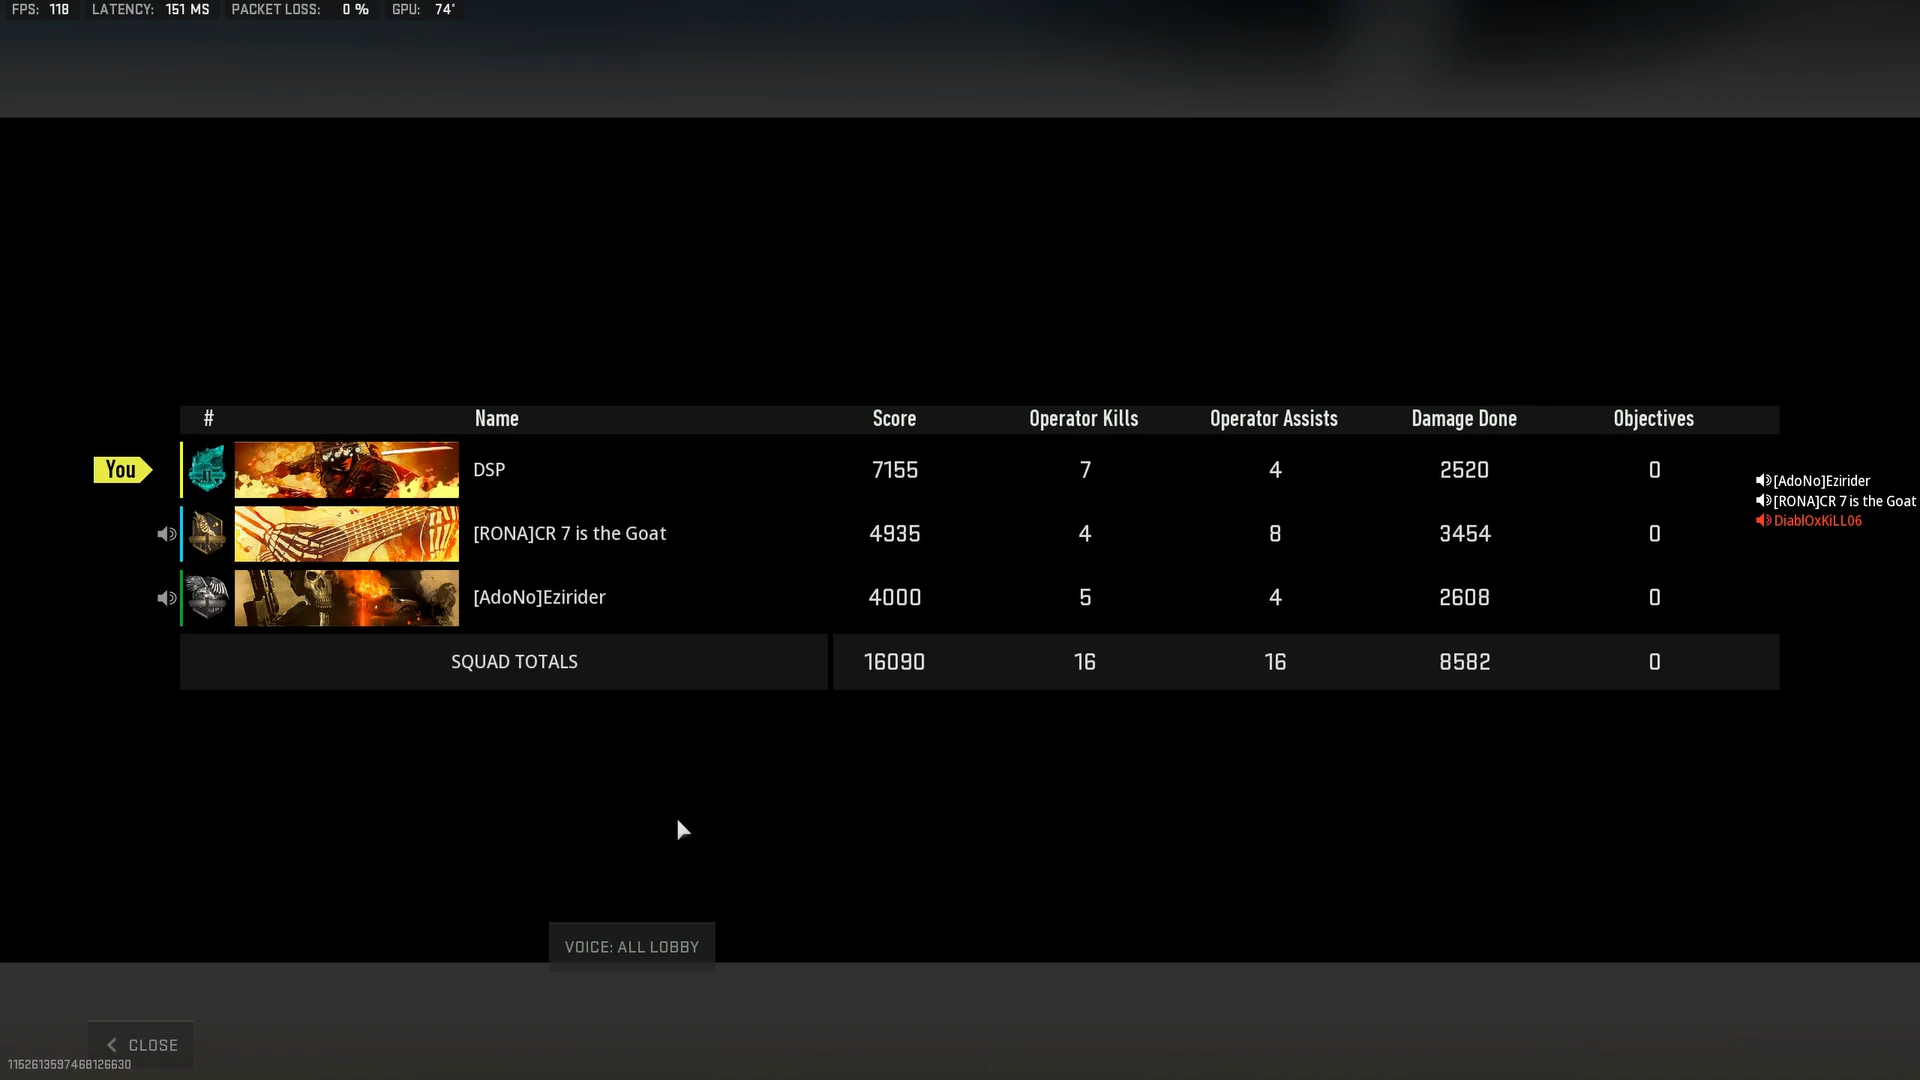 FPS: 118 LATENCY: 151 MS PACKET LOSS: 0 % GPU: 74°
# Name Score Operator Kills Operator Assists Damage Done Objectives
You DSP 7155 7 4 2520 0
[RONA]CR 7 is the Goat 4935 4 8 3454 0
[AdoNo]Ezirider 4000 5 4 2608 0
SQUAD TOTALS 16090 16 16 8582 0
[AdoNo]Ezirider
[RONA]CR 7 is the Goat
DiablOxKiLL06
VOICE: ALL LOBBY
CLOSE
1152613597468126630